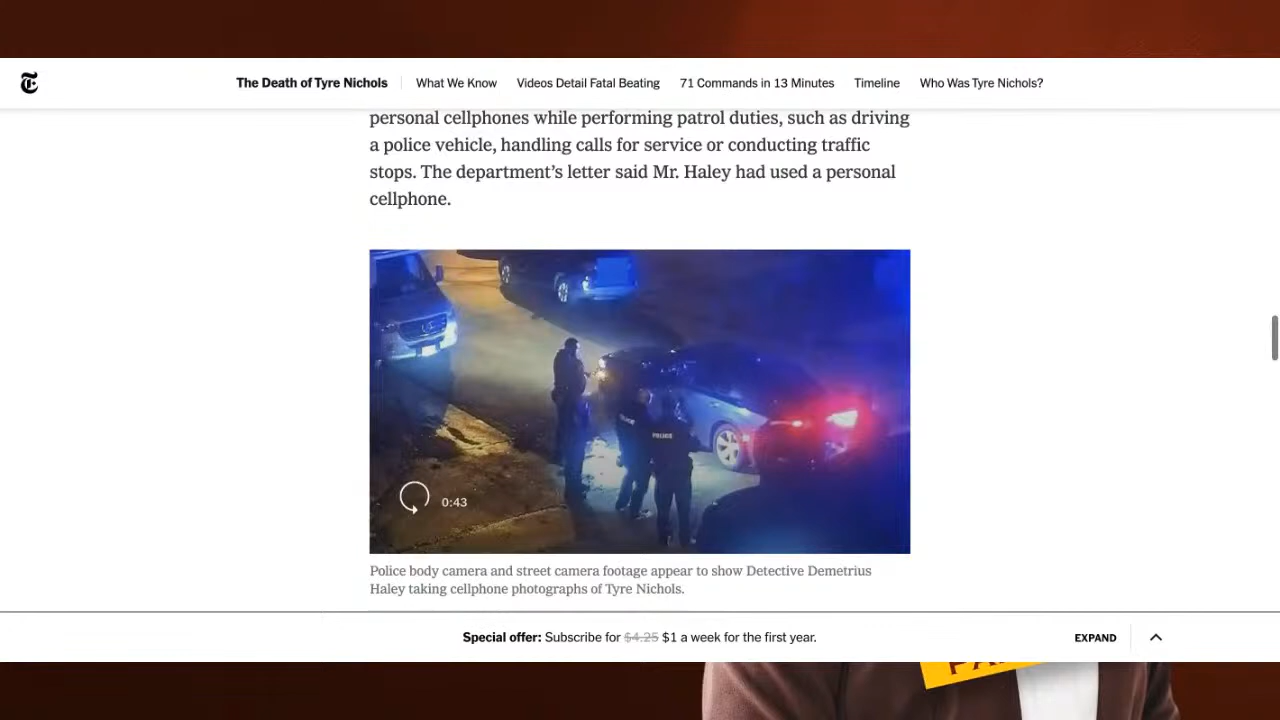 The Death of Tyre Nichols What We Know Videos Detail Fatal Beating 71 Commands in 13 Minutes Timeline Who Was Tyre Nichols?
personal cellphones while performing patrol duties, such as driving
a police vehicle, handling calls for service or conducting traffic
stops. The department’s letter said Mr. Haley had used a personal
cellphone.
POLICE
POLICE
0:43
Police body camera and street camera footage appear to show Detective Demetrius
Haley taking cellphone photographs of Tyre Nichols.
Special offer: Subscribe for $4.25 $1 a week for the first year.
EXPAND